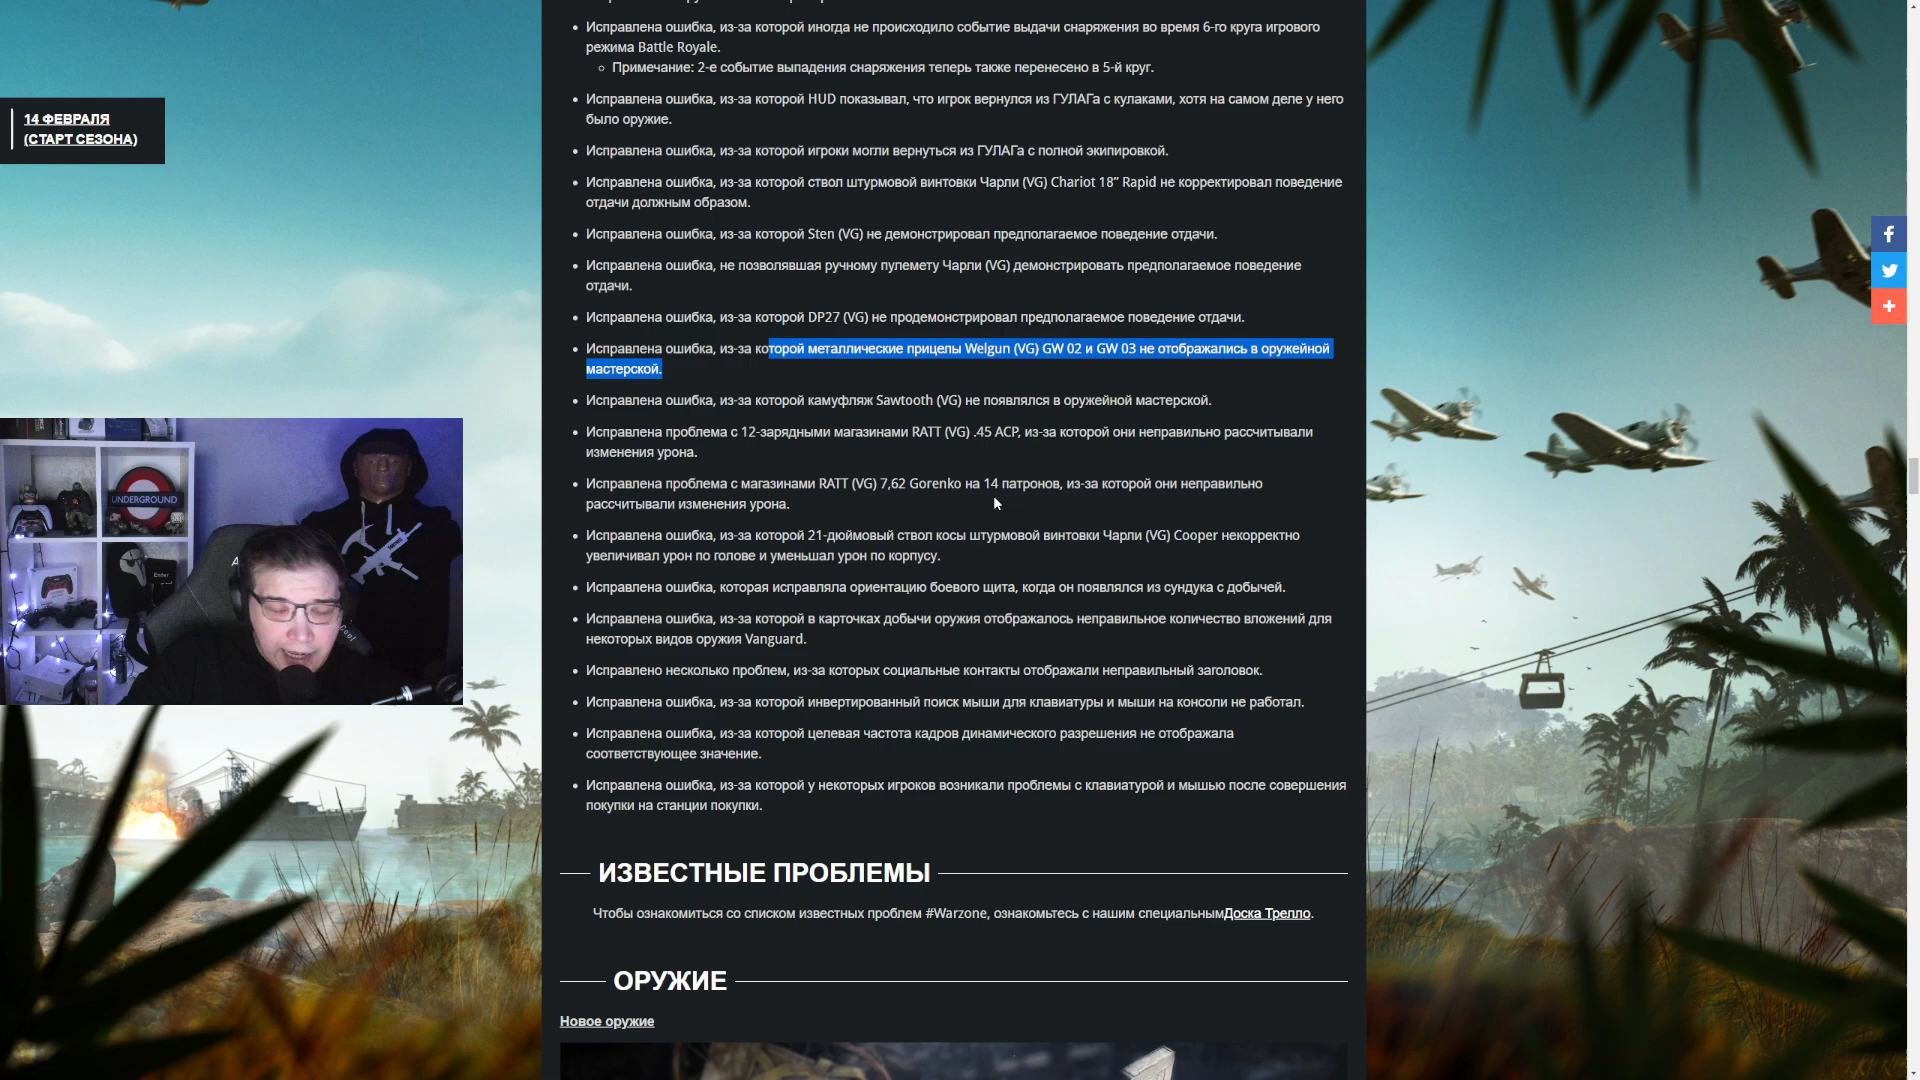 Исправлена ошибка, из-за которой иногда не происходило событие выдачи снаряжения во время 6-го круга игрового
режима Battle Royale.
Примечание: 2-е событие выпадения снаряжения теперь также перенесено в 5-й круг.
Исправлена ошибка, из-за которой HUD показывал, что игрок вернулся из ГУЛАГа с кулаками, хотя на самом деле у него
было оружие.
14 ФЕВРАЛЯ
(СТАРТ СЕЗОНА)
Исправлена ошибка, из-за которой игроки могли вернуться из ГУЛАГа с полной экипировкой.
Исправлена ошибка, из-за которой ствол штурмовой винтовки Чарли (VG) Chariot 18” Rapid не корректировал поведение
отдачи должным образом.
Исправлена ошибка, из-за которой Sten (VG) не демонстрировал предполагаемое поведение отдачи.
Исправлена ошибка, не позволявшая ручному пулемету Чарли (VG) демонстрировать предполагаемое поведение
отдачи.
Исправлена ошибка, из-за которой DP27 (VG) не продемонстрировал предполагаемое поведение отдачи.
Исправлена ошибка, из-за которой металлические прицелы Welgun (VG) GW 02 и GW 03 не отображались в оружейной
мастерской.
Исправлена ошибка, из-за которой камуфляж Sawtooth (VG) не появлялся в оружейной мастерской.
Исправлена проблема с 12-зарядными магазинами RATT (VG) .45 ACP, из-за которой они неправильно рассчитывали
изменения урона.
Исправлена проблема с магазинами RATT (VG) 7,62 Gorenko на 14 патронов, из-за которой они неправильно
рассчитывали изменения урона.
Исправлена ошибка, из-за которой 21-дюймовый ствол косы штурмовой винтовки Чарли (VG) Cooper некорректно
увеличивал урон по голове и уменьшал урон по корпусу.
Исправлена ошибка, которая исправляла ориентацию боевого щита, когда он появлялся из сундука с добычей.
Исправлена ошибка, из-за которой в карточках добычи оружия отображалось неправильное количество вложений для
некоторых видов оружия Vanguard.
Исправлено несколько проблем, из-за которых социальные контакты отображали неправильный заголовок.
Исправлена ошибка, из-за которой инвертированный поиск мыши для клавиатуры и мыши на консоли не работал.
Исправлена ошибка, из-за которой целевая частота кадров динамического разрешения не отображала
соответствующее значение.
Исправлена ошибка, из-за которой у некоторых игроков возникали проблемы с клавиатурой и мышью после совершения
покупки на станции покупки.
UNDERGROUND
Enter
ИЗВЕСТНЫЕ ПРОБЛЕМЫ
Чтобы ознакомиться со списком известных проблем #Warzone, ознакомьтесь с нашим специальнымДоска Трелло.
ОРУЖИЕ
Новое оружие